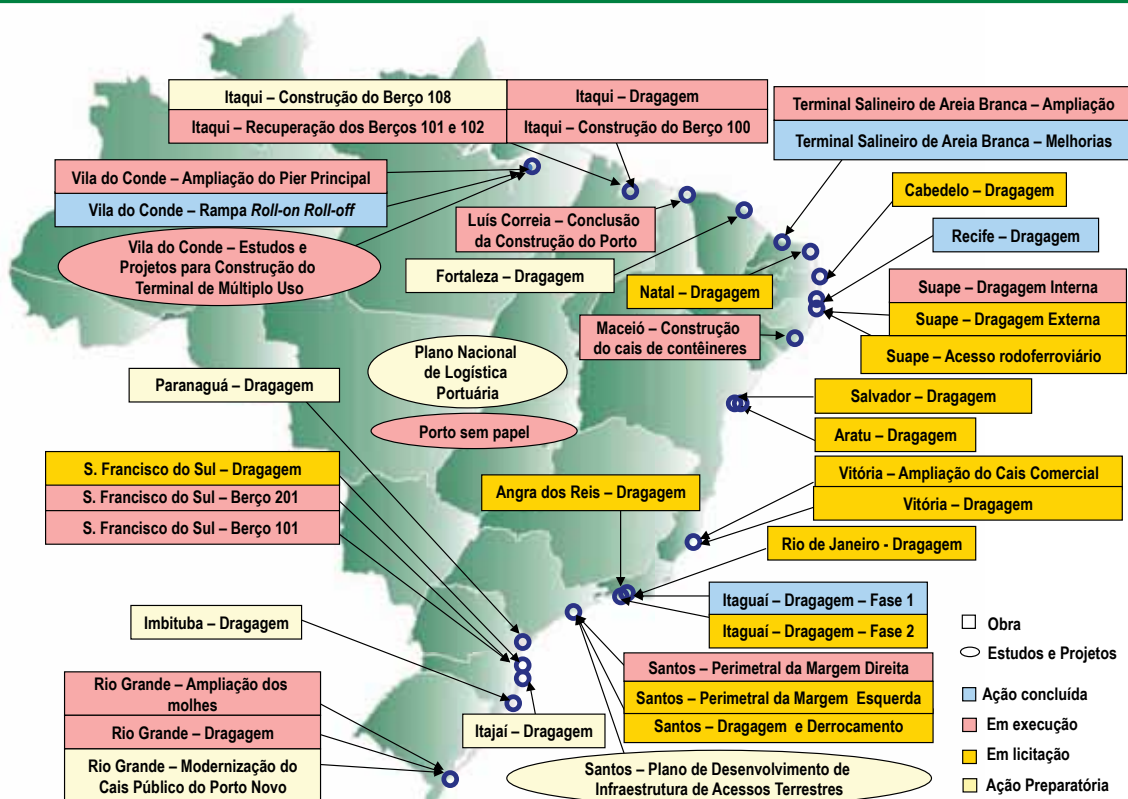 Itaqui – Construção do Berço 108
Itaqui – Recuperação dos Berços 101 e 102
Itaqui – Dragagem
Itaqui – Construção do Berço 100
Terminal Salineiro de Areia Branca – Ampliação
Terminal Salineiro de Areia Branca – Melhorias
Vila do Conde – Ampliação do Pier Principal
Vila do Conde – Rampa Roll-on Roll-off
Vila do Conde – Estudos e
Projetos para Construção do
Terminal de Múltiplo Uso
Luís Correia – Conclusão
da Construção do Porto
Fortaleza – Dragagem
Natal – Dragagem
Cabedelo – Dragagem
Recife – Dragagem
Suape – Dragagem Interna
Suape – Dragagem Externa
Suape – Acesso rodoferroviário
Maceió – Construção
do cais de contêineres
Plano Nacional
de Logística
Portuária
Porto sem papel
Paranaguá – Dragagem
Salvador – Dragagem
Aratu – Dragagem
S. Francisco do Sul – Dragagem
S. Francisco do Sul – Berço 201
S. Francisco do Sul – Berço 101
Angra dos Reis – Dragagem
Vitória – Ampliação do Cais Comercial
Vitória – Dragagem
Rio de Janeiro - Dragagem
Itaguaí – Dragagem – Fase 1
Itaguaí – Dragagem – Fase 2
Imbituba – Dragagem
Santos – Perimetral da Margem Direita
Santos – Perimetral da Margem Esquerda
Santos – Dragagem e Derrocamento
Rio Grande – Ampliação dos
molhes
Rio Grande – Dragagem
Rio Grande – Modernização do
Cais Público do Porto Novo
Itajaí – Dragagem
Santos – Plano de Desenvolvimento de
Infraestrutura de Acessos Terrestres
Obra
Estudos e Projetos
Ação concluída
Em execução
Em licitação
Ação Preparatória